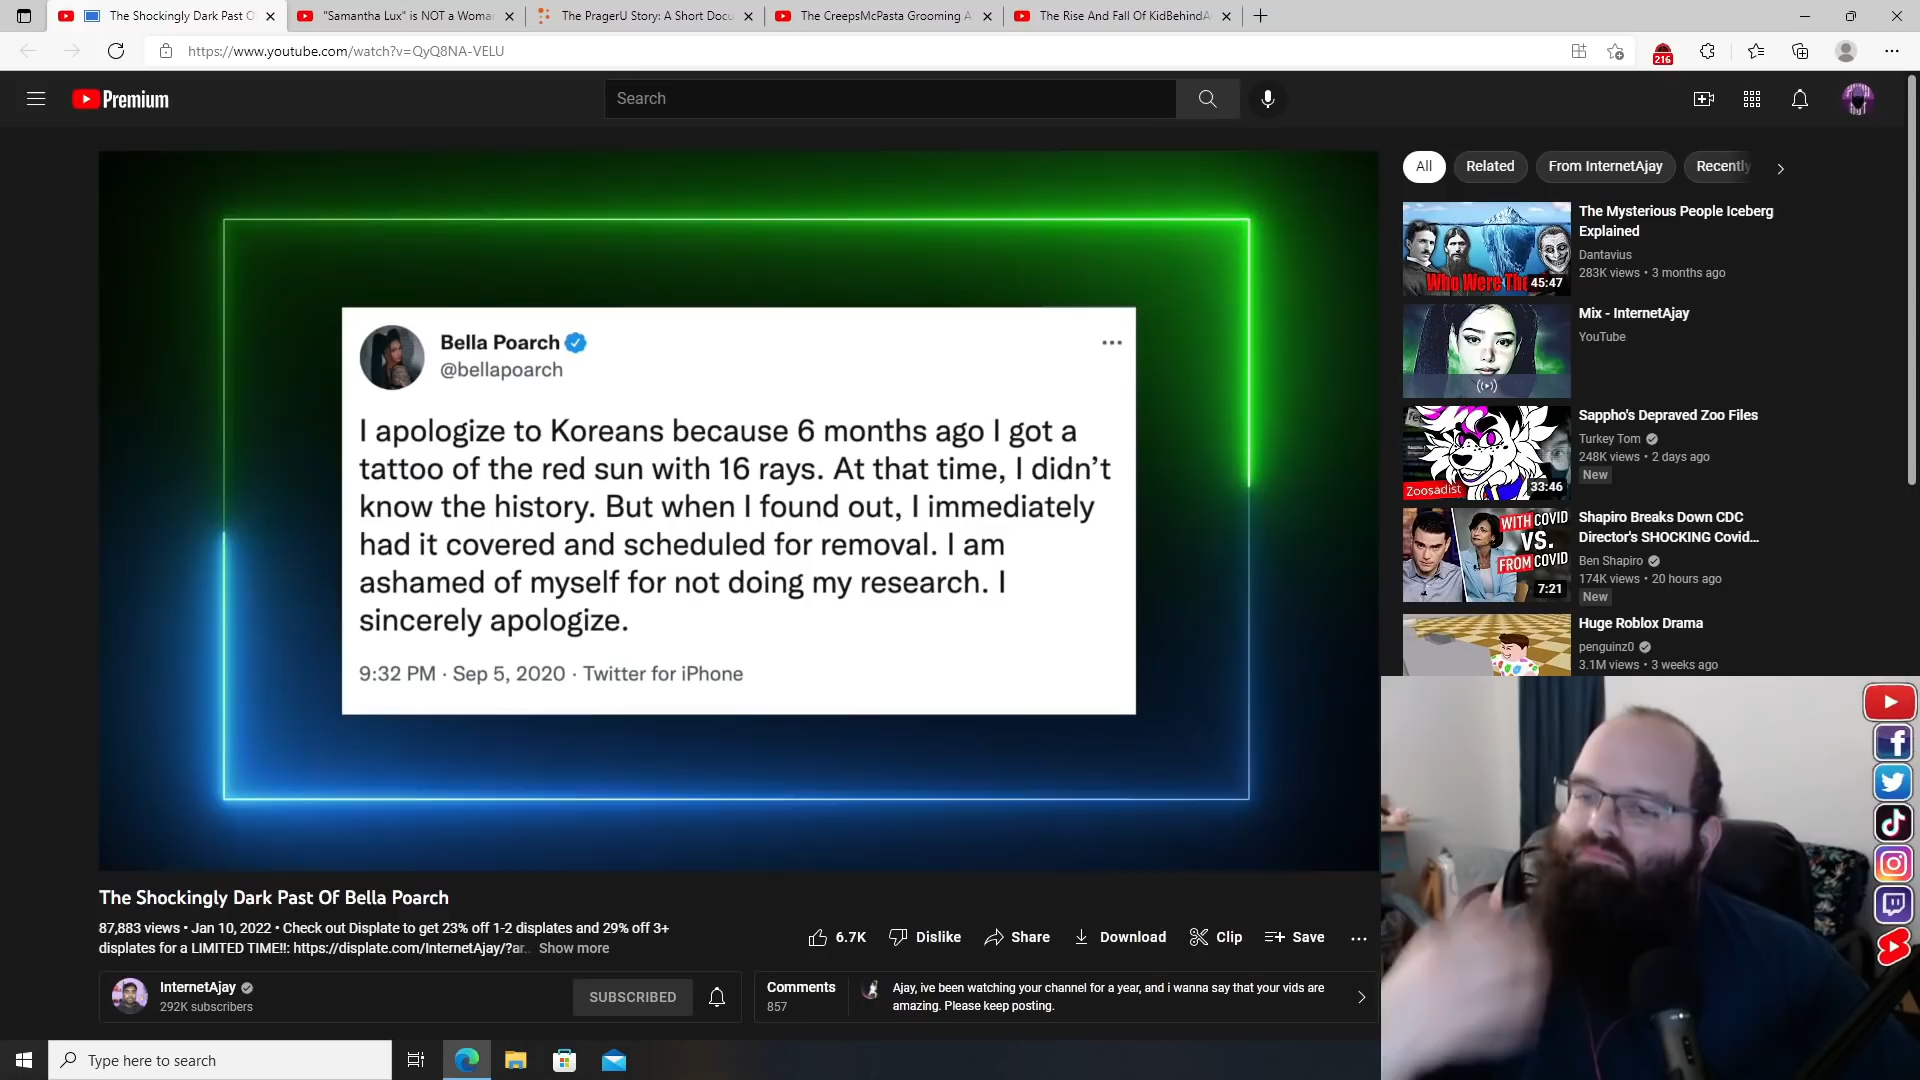 The Shockingly Dark Past O
"Samantha Lux" is NOT a Woma
The PragerU Story: A Short Docu
The CreepsMcPasta Grooming A
The Rise And Fall Of KidBehindA
https://www.youtube.com/watch?v=QyQ8NA-VELU
216
Premium
Search
All
Related
From InternetAjay
Recently
Bella Poarch
@bellapoarch
I apologize to Koreans because 6 months ago I got a
tattoo of the red sun with 16 rays. At that time, I didn't
know the history. But when I found out, I immediately
had it covered and scheduled for removal. I am
ashamed of myself for not doing my research. I
sincerely apologize.
9:32 PM · Sep 5, 2020 · Twitter for iPhone
Who Were The
45:47
The Mysterious People Iceberg
Explained
Dantavius
283K views • 3 months ago
Mix - InternetAjay
YouTube
Zoosadist
33:46
Sappho's Depraved Zoo Files
Turkey Tom
248K views • 2 days ago
New
WITH COVID
VS.
FROM COVID
7:21
Shapiro Breaks Down CDC
Director's SHOCKING Covid...
Ben Shapiro
174K views • 20 hours ago
New
Huge Roblox Drama
penguinz0
3.1M views • 3 weeks ago
The Shockingly Dark Past Of Bella Poarch
87,883 views • Jan 10, 2022 • Check out Displate to get 23% off 1-2 displates and 29% off 3+
displates for a LIMITED TIME!!: https://displate.com/InternetAjay/?ar... Show more
6.7K
Dislike
Share
Download
Clip
Save
InternetAjay
292K subscribers
SUBSCRIBED
Comments
857
Ajay, ive been watching your channel for a year, and i wanna say that your vids are
amazing. Please keep posting.
Type here to search